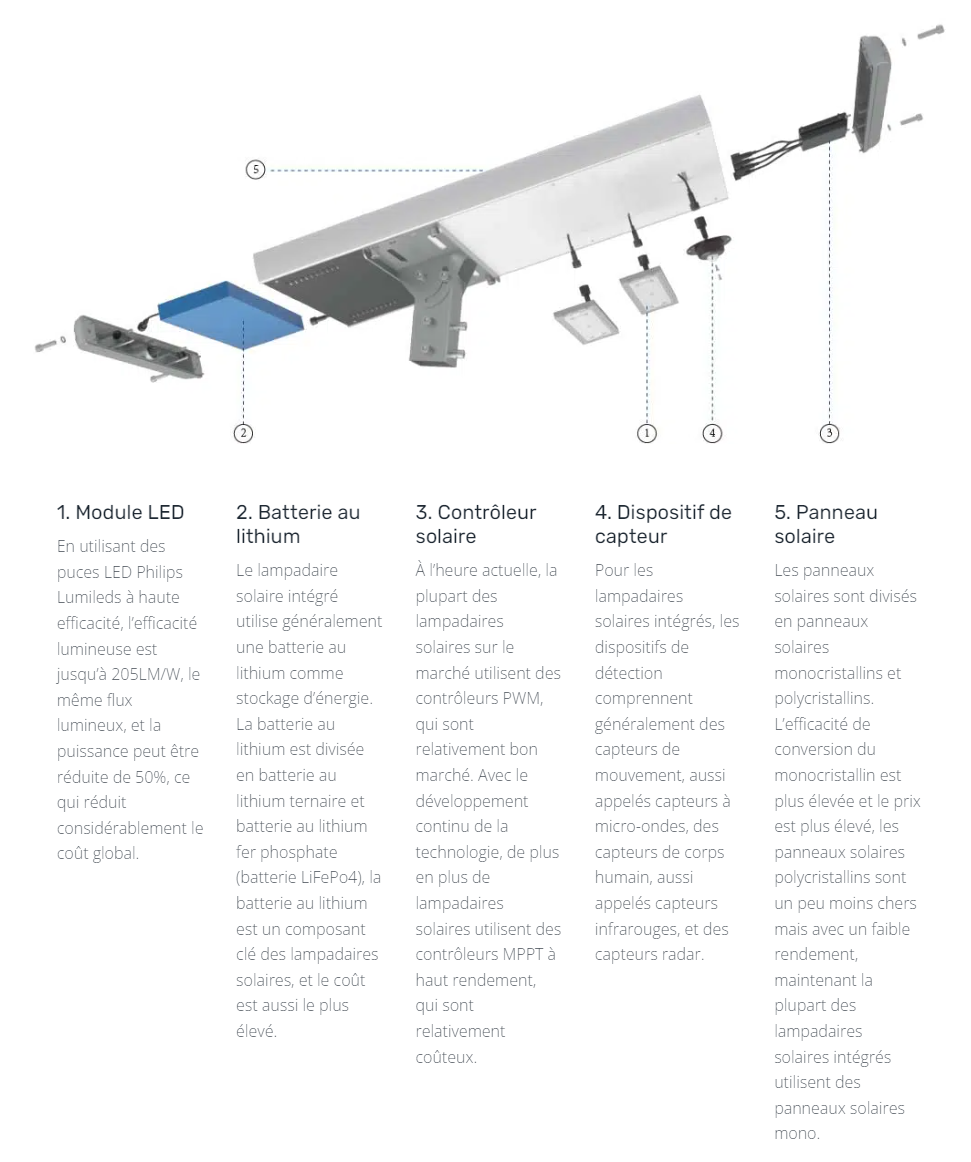 5
2
1
4
3
1. Module LED
En utilisant des
puces LED Philips
Lumileds à haute
efficacité, l’efficacité
lumineuse est
jusqu’à 205LM/W, le
même flux
lumineux, et la
puissance peut être
réduite de 50%, ce
qui réduit
considérablement le
coût global.
2. Batterie au
lithium
Le lampadaire
solaire intégré
utilise généralement
une batterie au
lithium comme
stockage d’énergie.
La batterie au
lithium est divisée
en batterie au
lithium ternaire et
batterie au lithium
fer phosphate
(batterie LiFePo4), la
batterie au lithium
est un composant
clé des lampadaires
solaires, et le coût
est aussi le plus
élevé.
3. Contrôleur
solaire
À l’heure actuelle, la
plupart des
lampadaires
solaires sur le
marché utilisent des
contrôleurs PWM,
qui sont
relativement bon
marché. Avec le
développement
continu de la
technologie, de plus
en plus de
lampadaires
solaires utilisent des
contrôleurs MPPT à
haut rendement,
qui sont
relativement
coûteux.
4. Dispositif de
capteur
Pour les
lampadaires
solaires intégrés, les
dispositifs de
détection
comprennent
généralement des
capteurs de
mouvement, aussi
appelés capteurs à
micro-ondes, des
capteurs de corps
humain, aussi
appelés capteurs
infrarouges, et des
capteurs radar.
5. Panneau
solaire
Les panneaux
solaires sont divisés
en panneaux
solaires
monocristallins et
polycristallins.
L’efficacité de
conversion du
monocristallin est
plus élevée et le prix
est plus élevé, les
panneaux solaires
polycristallins sont
un peu moins chers
mais avec un faible
rendement,
maintenant la
plupart des
lampadaires
solaires intégrés
utilisent des
panneaux solaires
mono.